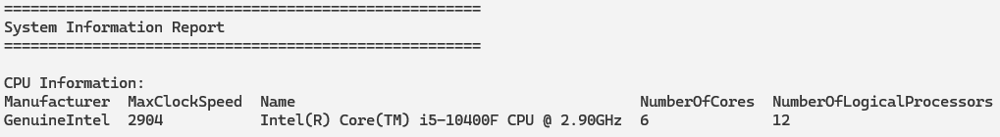 ======================================================
System Information Report
======================================================
CPU Information:
Manufacturer  MaxClockSpeed  Name                                       NumberOfCores  NumberOfLogicalProcessors
GenuineIntel  2904           Intel(R) Core(TM) i5-10400F CPU @ 2.90GHz  6              12